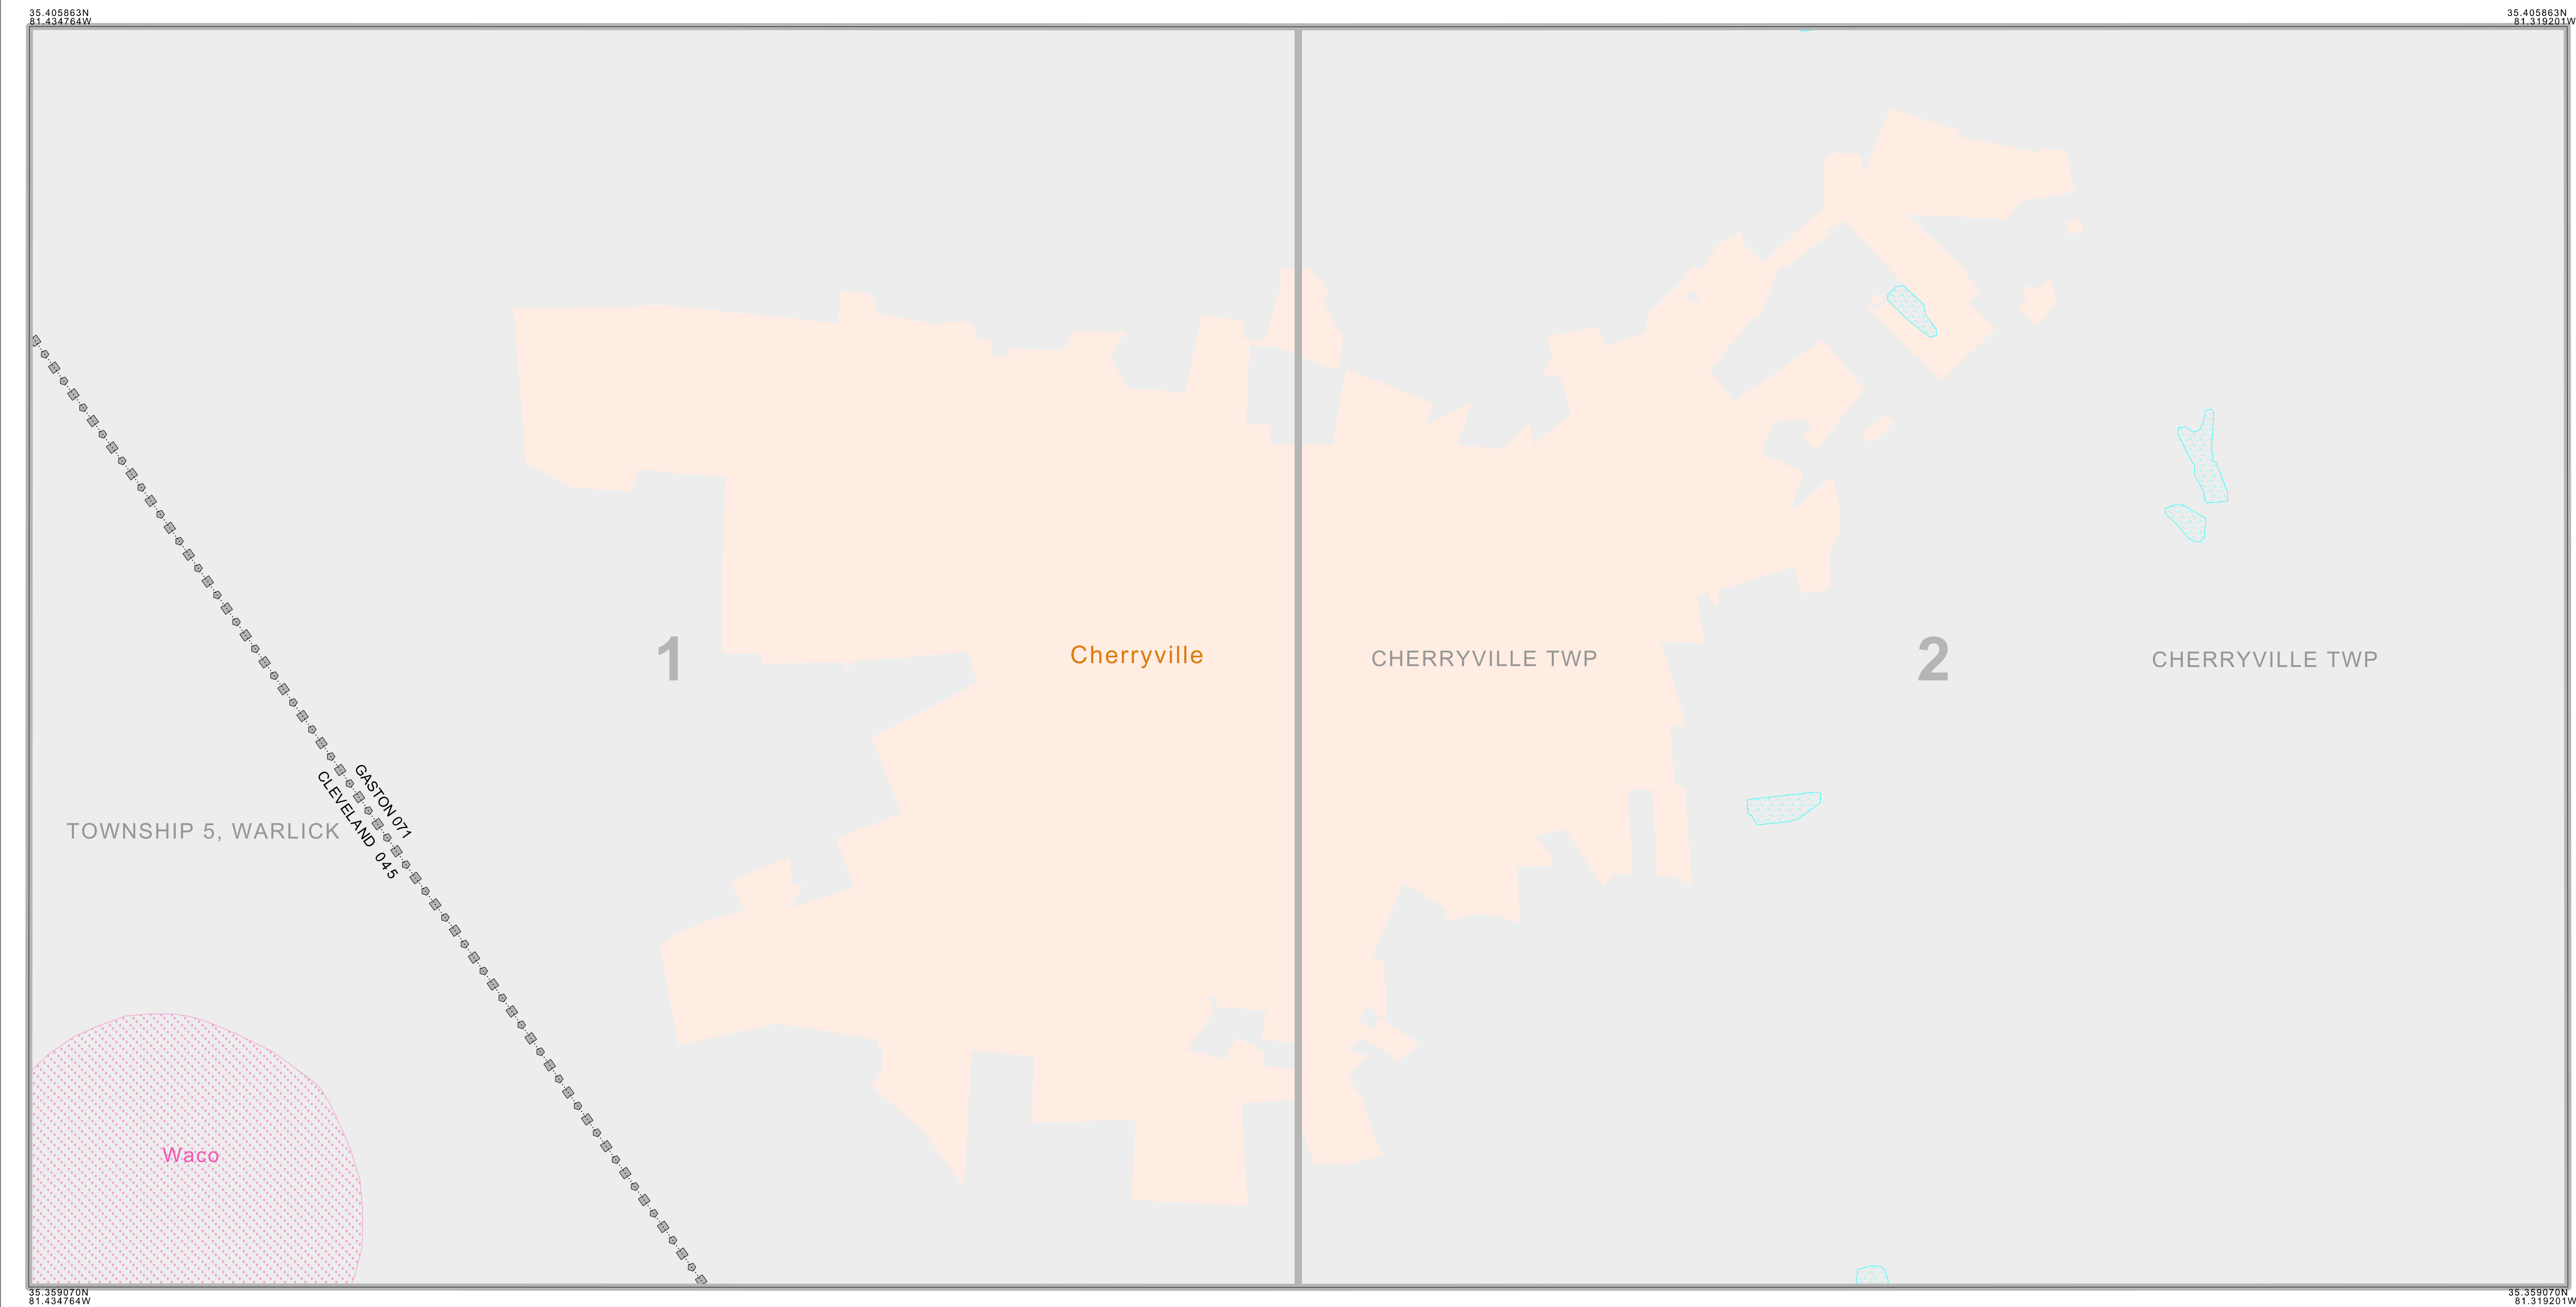 35.405863N
81.434764W
35.405863N
81.319201W
1
Cherryville
CHERRYVILLE TWP
2
CHERRYVILLE TWP
GASTON 071
CLEVELAND 045
TOWNSHIP 5, WARLICK
Waco
35.359070N
81.434764W
35.359070N
81.319201W